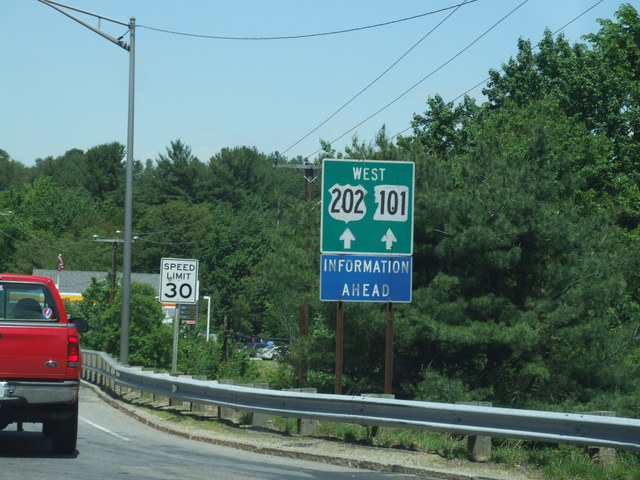 WEST
202 101
INFORMATION
AHEAD
SPEED
LIMIT
30